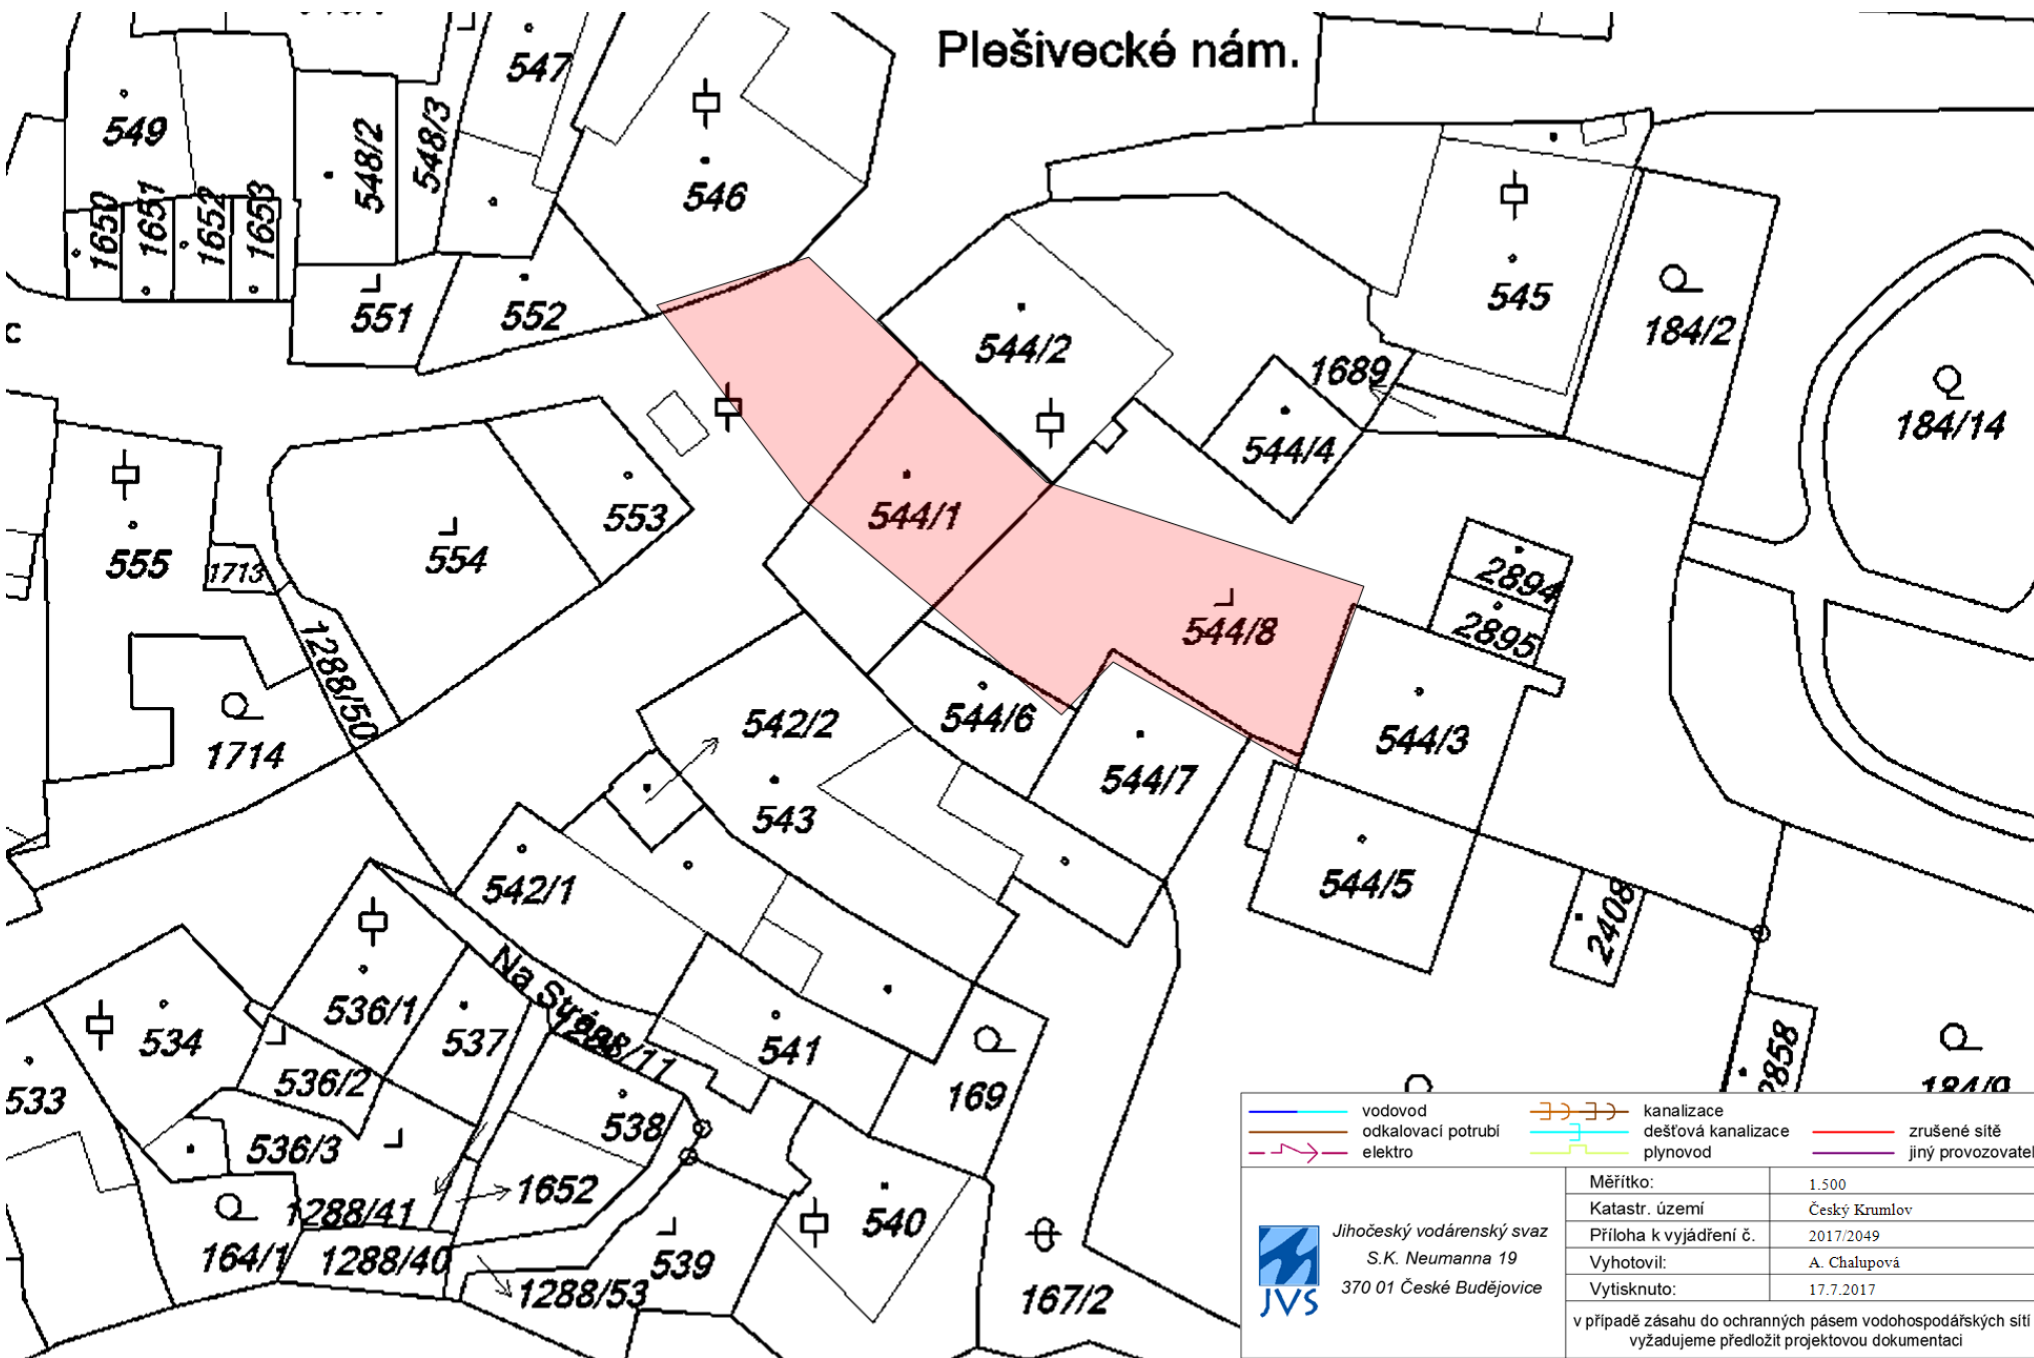 Plešivecké nám.
547
549
548/2
548/3
546
1650
1651
1652
1653
545
551
552
544/2
184/2
c
1689
184/14
544/4
553
544/1
555
554
1713
2894
2895
544/8
1288/50
1714
542/2
544/6
544/3
544/7
543
542/1
544/5
2408
Na Stráni
536/1
534
537
1288/11
541
536/2
169
533
538
2858
184/9
536/3
1652
1288/41
540
164/1
1288/40
539
1288/53
167/2
vodovod
kanalizace
odkalovací potrubí
dešťová kanalizace
zrušené sítě
elektro
plynovod
jiný provozovatel
Jihočeský vodárenský svaz
S.K. Neumanna 19
370 01 České Budějovice
JVS
Měřítko: 1:500
Katastr. území Český Krumlov
Příloha k vyjádření č. 2017/2049
Vyhotovil: A. Chalupová
Vytisknuto: 17.7.2017
v případě zásahu do ochranných pásem vodohospodářských sítí
vyžadujeme předložit projektovou dokumentaci